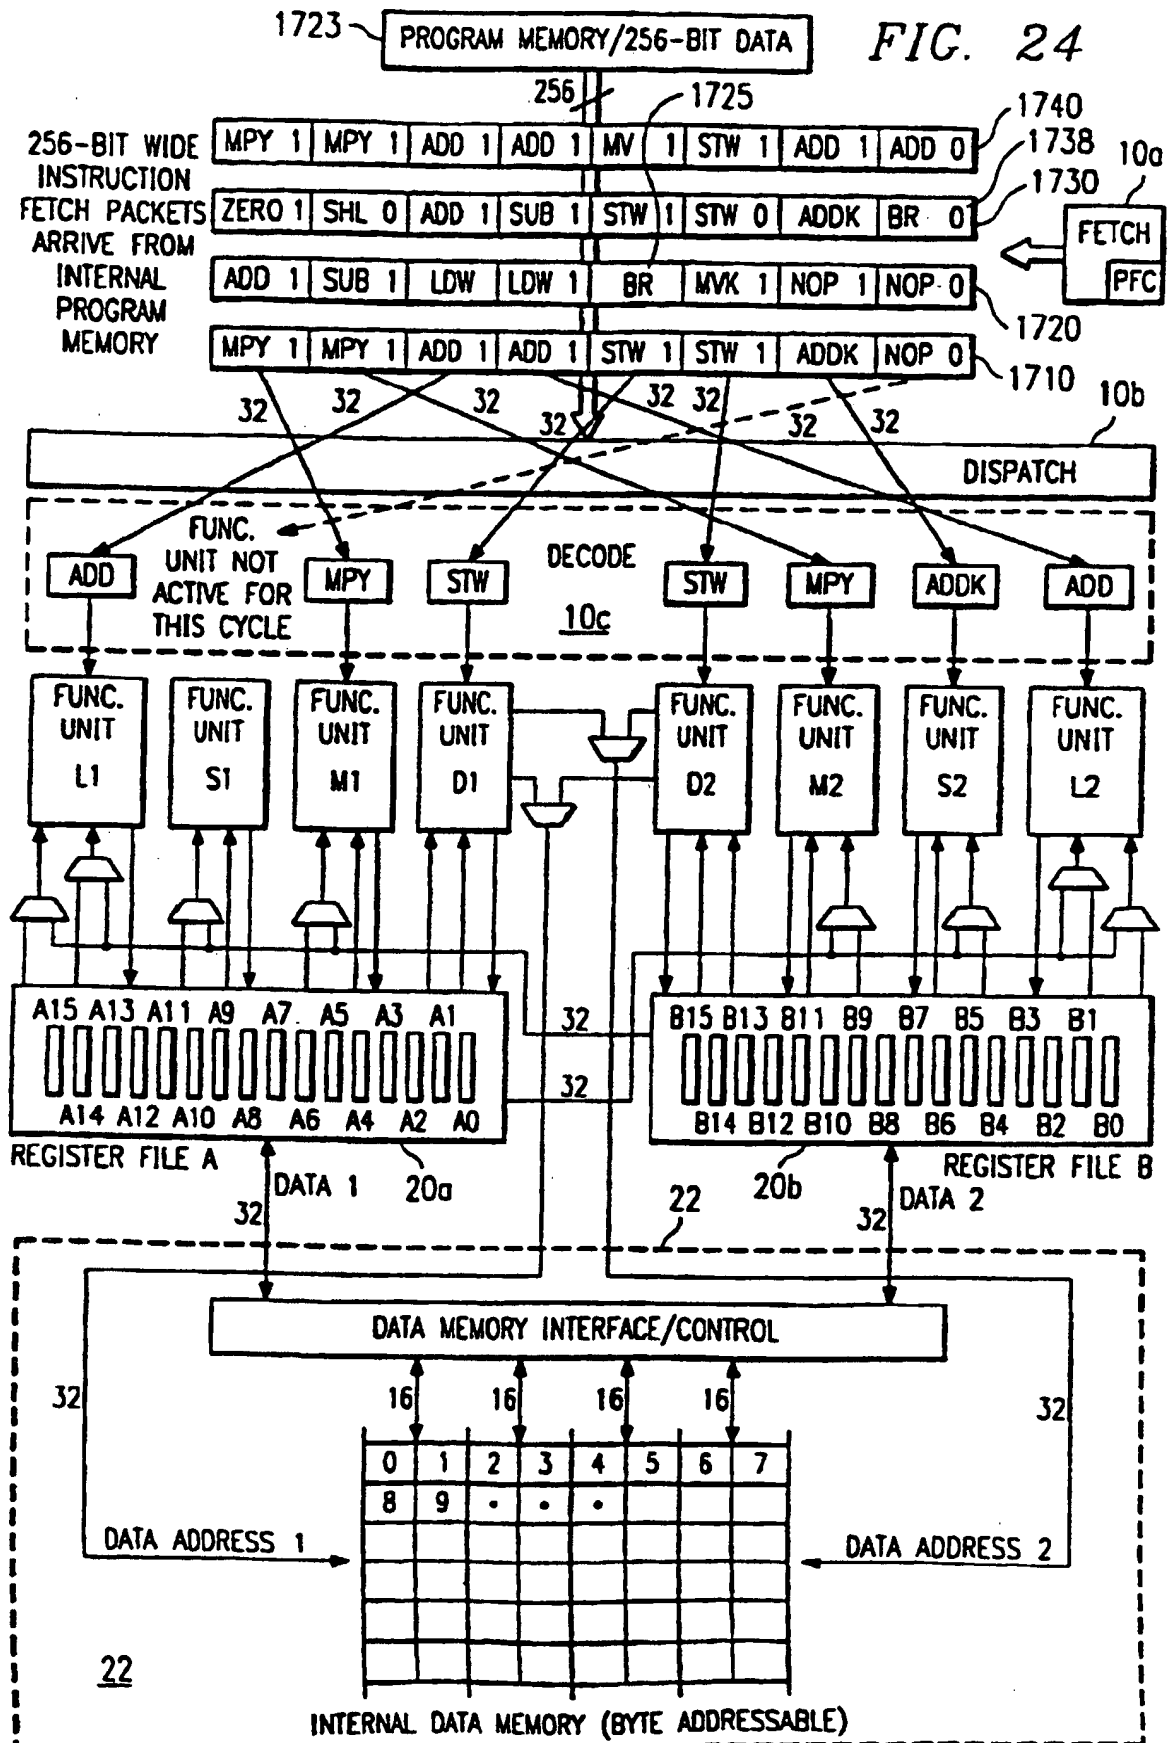 FIG. 24
1723
PROGRAM MEMORY/256-BIT DATA
256
1725
256-BIT WIDE
INSTRUCTION
FETCH PACKETS
ARRIVE FROM
INTERNAL
PROGRAM
MEMORY
MPY 1 MPY 1 ADD 1 ADD 1 MV 1 STW 1 ADD 1 ADD 0
1740
ZERO 1 SHL 0 ADD 1 SUB 1 STW 1 STW 0 ADDK BR 0
1738
1730
ADD 1 SUB 1 LDW LDW 1 BR MVK 1 NOP 1 NOP 0
1720
MPY 1 MPY 1 ADD 1 ADD 1 STW 1 STW 1 ADDK NOP 0
1710
10a
FETCH
PFC
32 32 32 32 32 32 32
10b
DISPATCH
FUNC.
UNIT NOT
ACTIVE FOR
THIS CYCLE
DECODE
10c
ADD MPY STW STW MPY ADDK ADD
FUNC. UNIT L1
FUNC. UNIT S1
FUNC. UNIT M1
FUNC. UNIT D1
FUNC. UNIT D2
FUNC. UNIT M2
FUNC. UNIT S2
FUNC. UNIT L2
A15 A13 A11 A9 A7 A5 A3 A1
A14 A12 A10 A8 A6 A4 A2 A0
REGISTER FILE A
20a
32
32
B15 B13 B11 B9 B7 B5 B3 B1
B14 B12 B10 B8 B6 B4 B2 B0
REGISTER FILE B
20b
DATA 1
32
DATA 2
32
22
DATA MEMORY INTERFACE/CONTROL
32
16 16 16 16
32
0 1 2 3 4 5 6 7
8 9 • • •
DATA ADDRESS 1
DATA ADDRESS 2
22
INTERNAL DATA MEMORY (BYTE ADDRESSABLE)